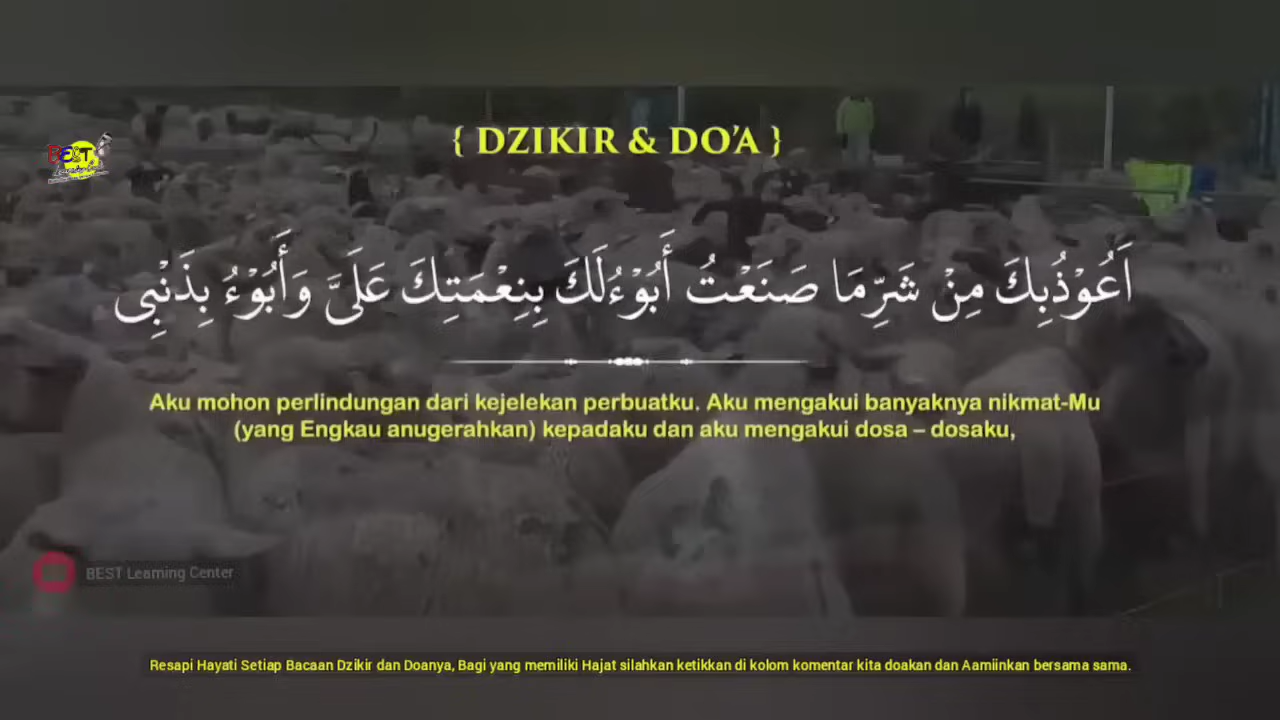 { DZIKIR & DO'A }
BEST
اَعُوْذُبِكَ مِنْ شَرِّمَا صَنَعْتُ أَبُوْءُلَكَ بِنِعْمَتِكَ عَلَيَّ وَأَبُوْءُ بِذَنْبِى
Aku mohon perlindungan dari kejelekan perbuatku. Aku mengakui banyaknya nikmat-Mu
(yang Engkau anugerahkan) kepadaku dan aku mengakui dosa – dosaku,
BEST Learning Center
Resapi Hayati Setiap Bacaan Dzikir dan Doanya, Bagi yang memiliki Hajat silahkan ketikkan di kolom komentar kita doakan dan Aamiinkan bersama sama.